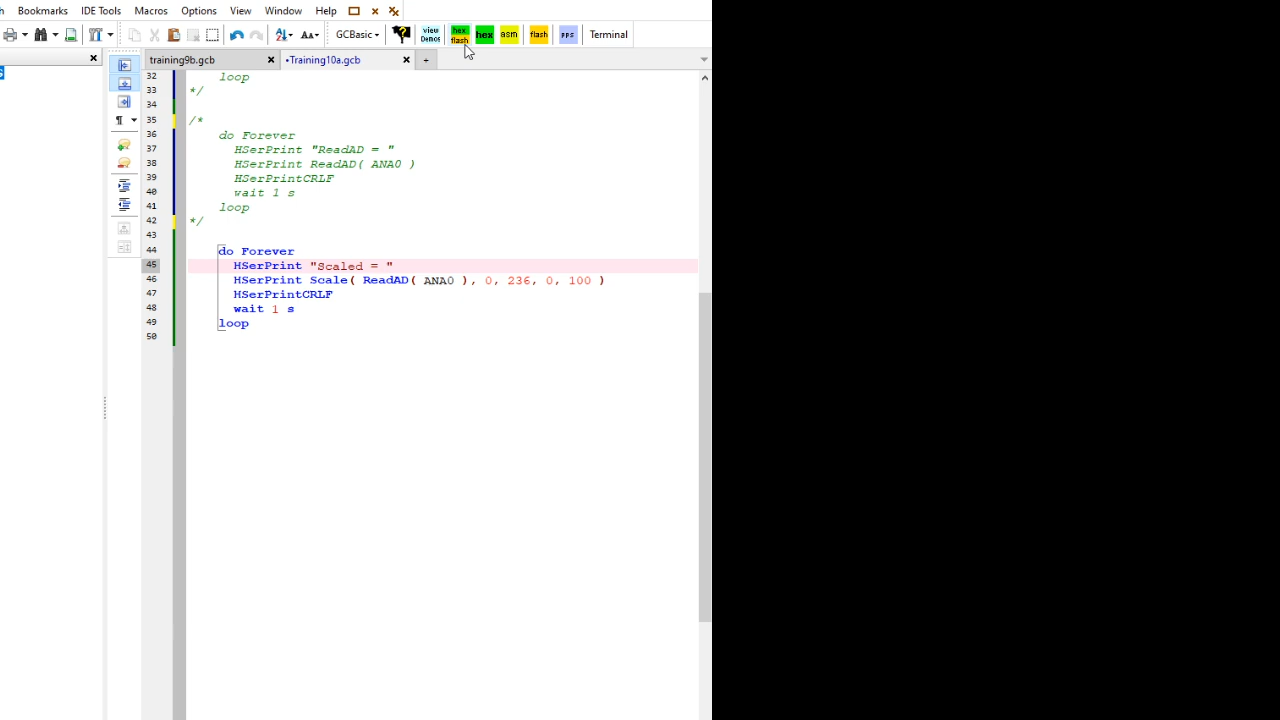 h Bookmarks IDE Tools Macros Options View Window Help
GCBasic view Demos hex flash hex asm flash PPS Terminal
training9b.gcb •Training10a.gcb
32 loop
33 */
34
35 /*
36 do Forever
37 HSerPrint "ReadAD = "
38 HSerPrint ReadAD( ANA0 )
39 HSerPrintCRLF
40 wait 1 s
41 loop
42 */
43
44 do Forever
45 HSerPrint "Scaled = "
46 HSerPrint Scale( ReadAD( ANA0 ), 0, 236, 0, 100 )
47 HSerPrintCRLF
48 wait 1 s
49 loop
50